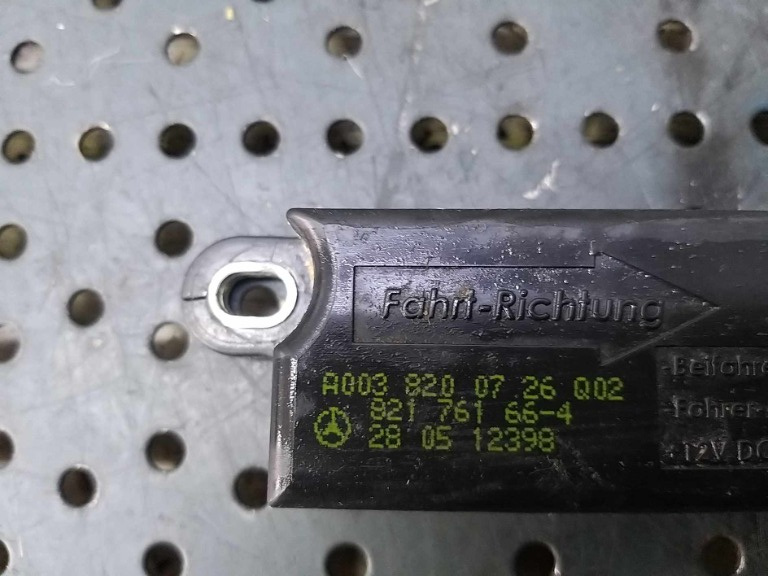 Fahrt-Richtung
A003 820 07 26 Q02
821 761 66-4
28 05 12398
-12V DC